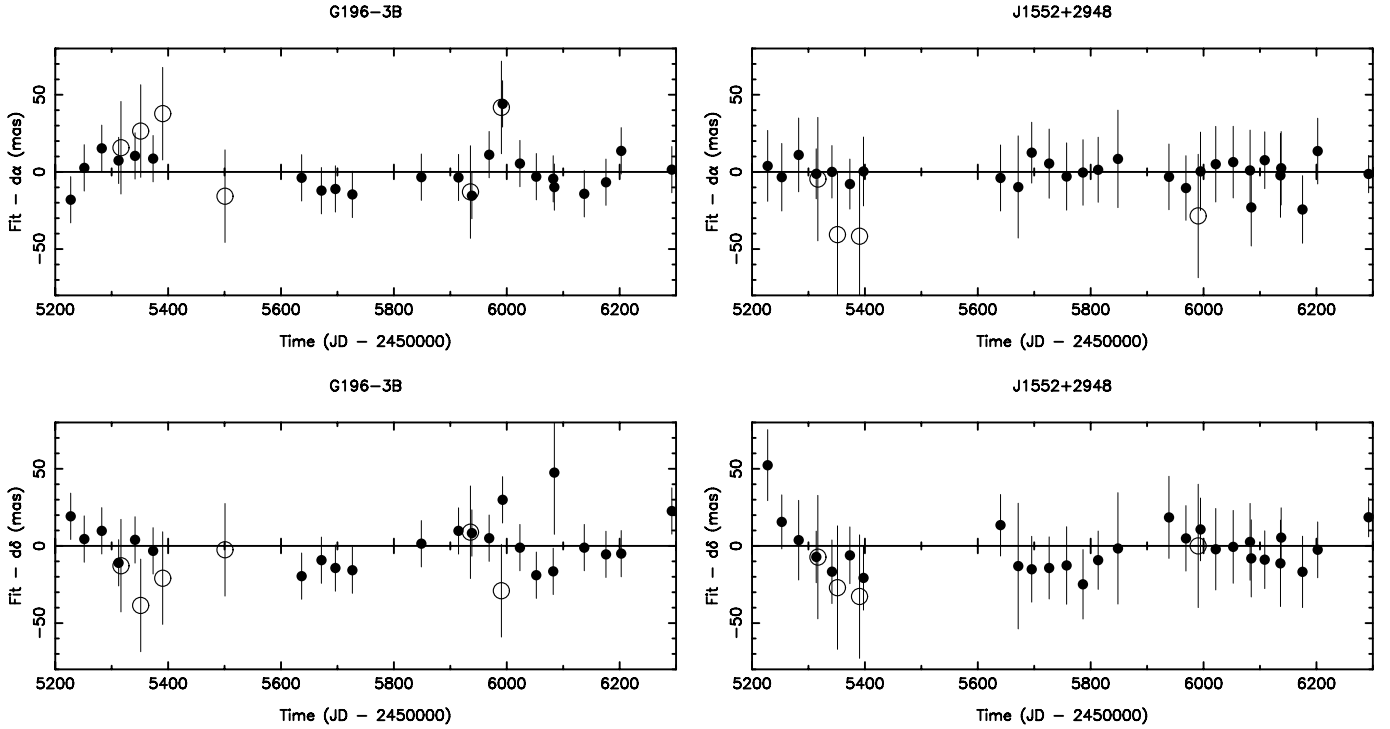 G196−3B
J1552+2948
Fit − dα (mas)
50
0
−50
5200 5400 5600 5800 6000 6200
Time (JD − 2450000)
Fit − dα (mas)
50
0
−50
5200 5400 5600 5800 6000 6200
Time (JD − 2450000)
G196−3B
J1552+2948
Fit − dδ (mas)
50
0
−50
5200 5400 5600 5800 6000 6200
Time (JD − 2450000)
Fit − dδ (mas)
50
0
−50
5200 5400 5600 5800 6000 6200
Time (JD − 2450000)